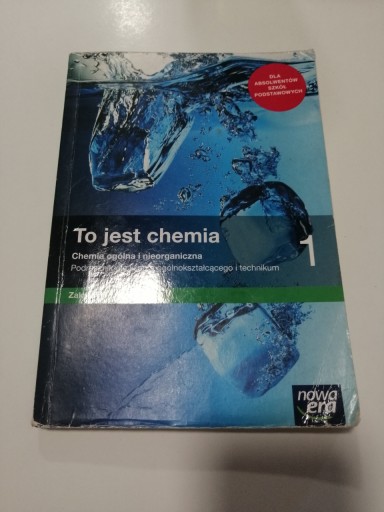 DLA
ABSOLWENTÓW
SZKÓŁ
PODSTAWOWYCH
To jest chemia
1
Chemia ogólna i nieorganiczna
ogólnokształcącego i technikum
nowa
era